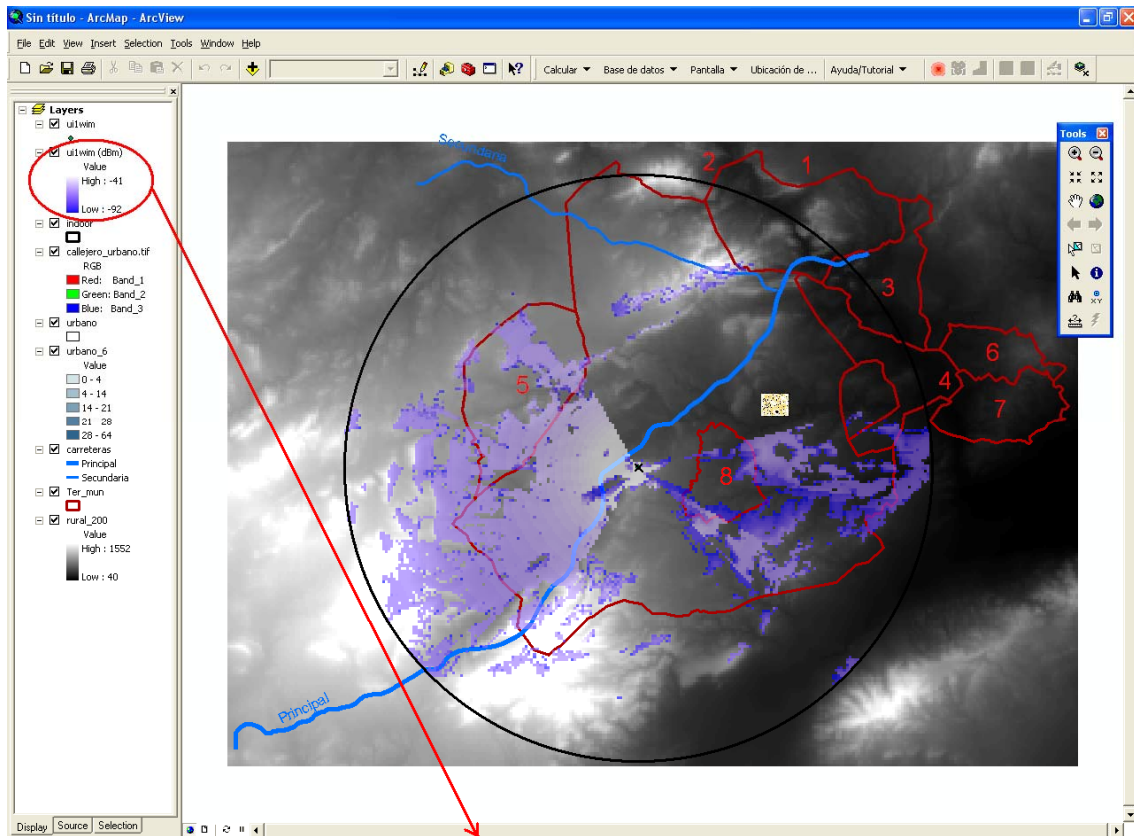 Sin título - ArcMap - ArcView
File Edit View Insert Selection Tools Window Help
Calcular Base de datos Pantalla Ubicación de ... Ayuda/Tutorial
Layers
ui1wim
ui1wim (dBm)
Value
High : -41
Low : -92
indoor
callejero_urbano.tif
RGB
Red: Band_1
Green: Band_2
Blue: Band_3
urbano
urbano_6
Value
0 - 4
4 - 14
14 - 21
21 28
28 - 64
carreteras
Principal
Secundaria
Ter_mun
rural_200
Value
High : 1552
Low : 40
Display Source Selection
Secundaria
2
1
3
6
4
7
5
8
Principal
Tools
XY